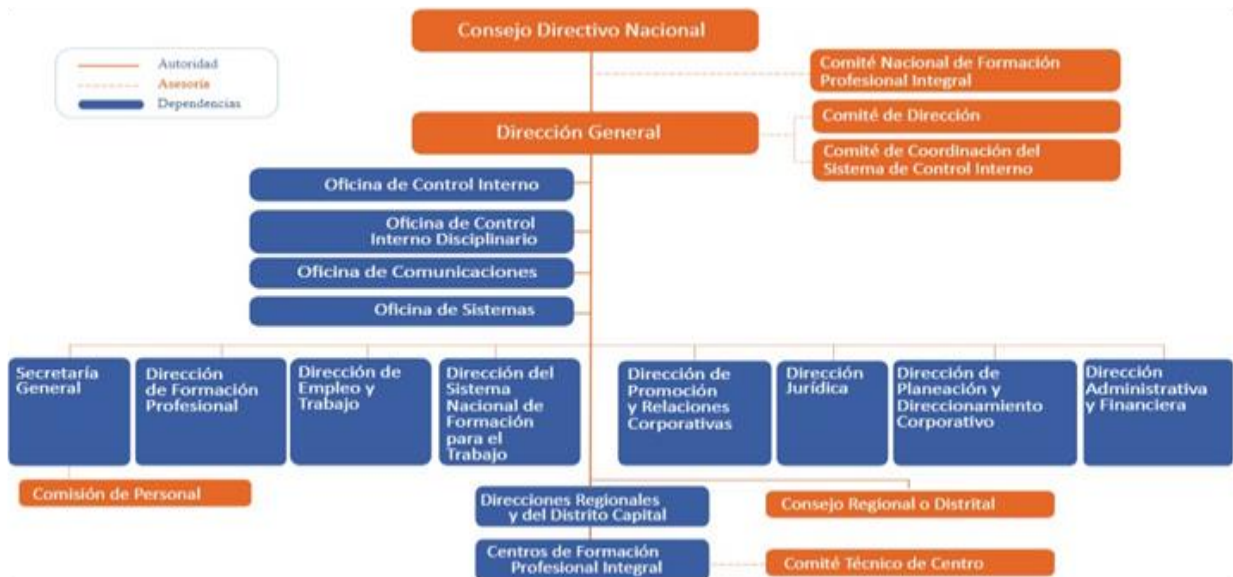 Consejo Directivo Nacional
Autoridad
Asesoría
Dependencias
Comité Nacional de Formación
Profesional Integral
Dirección General
Comité de Dirección
Comité de Coordinación del
Sistema de Control Interno
Oficina de Control Interno
Oficina de Control
Interno Disciplinario
Oficina de Comunicaciones
Oficina de Sistemas
Secretaría
General
Dirección
de Formación
Profesional
Dirección de
Empleo y
Trabajo
Dirección del
Sistema
Nacional de
Formación
para el
Trabajo
Dirección de
Promoción
y Relaciones
Corporativas
Dirección
Jurídica
Dirección de
Planeación y
Direccionamiento
Corporativo
Dirección
Administrativa
y Financiera
Comisión de Personal
Direcciones Regionales
y del Distrito Capital
Consejo Regional o Distrital
Centros de Formación
Profesional Integral
Comité Técnico de Centro